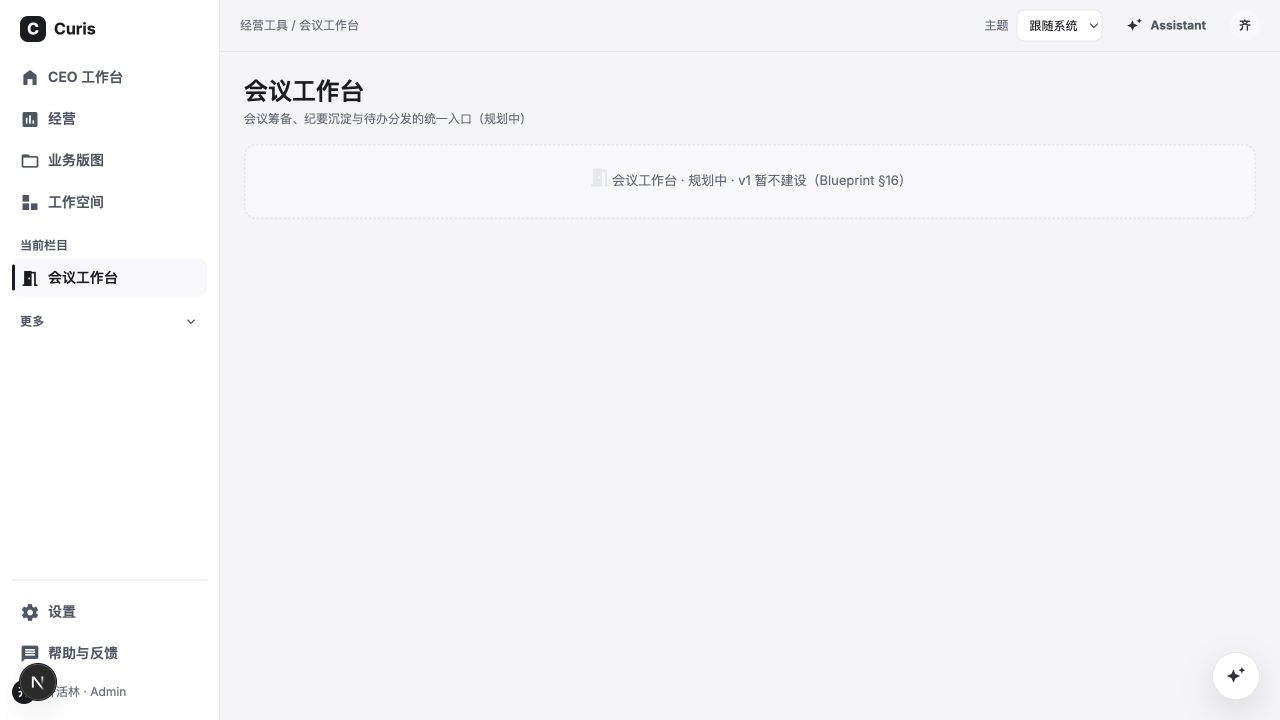 C Curis
CEO 工作台
经营
业务版图
工作空间
当前栏目
会议工作台
更多
设置
帮助与反馈
活林 · Admin
N
经营工具 / 会议工作台
主题
跟随系统
Assistant
齐
会议工作台
会议筹备、纪要沉淀与待办分发的统一入口（规划中）
会议工作台 · 规划中 · v1 暂不建设（Blueprint §16）